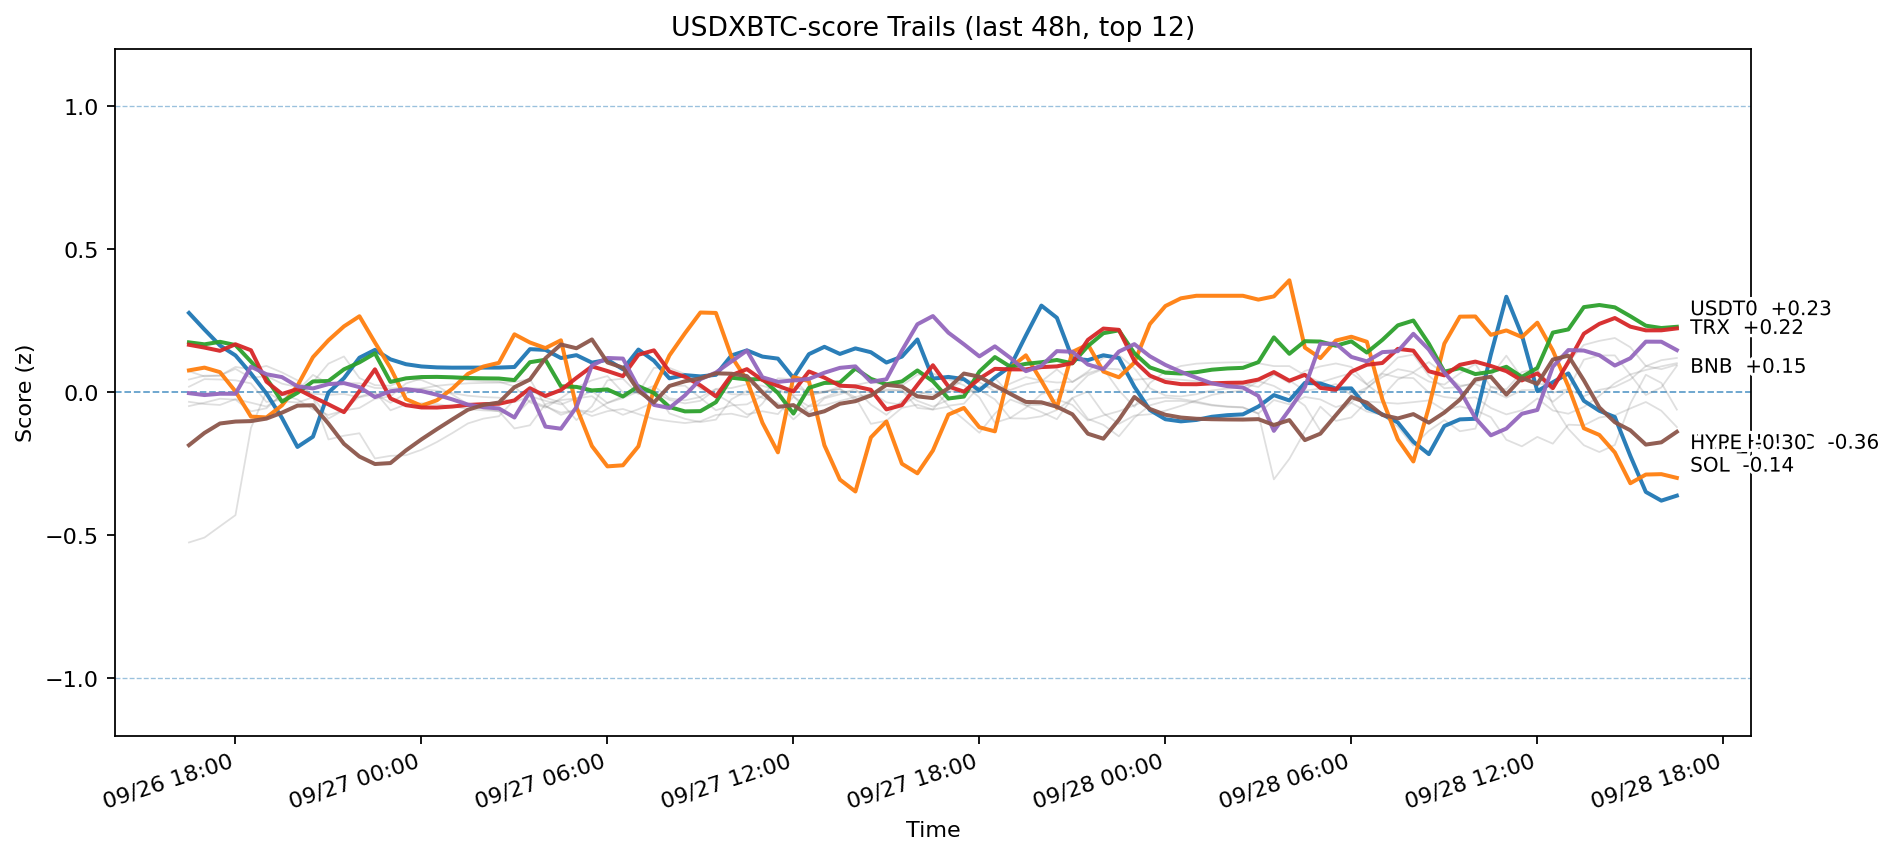 USDXBTC-score Trails (last 48h, top 12)
Score (z)
1.0
0.5
0.0
−0.5
−1.0
USDT0 +0.23
TRX +0.22
BNB +0.15
-0.36
SOL -0.14
09/26 18:00
09/27 00:00
09/27 06:00
09/27 12:00
09/27 18:00
09/28 00:00
09/28 06:00
09/28 12:00
09/28 18:00
Time